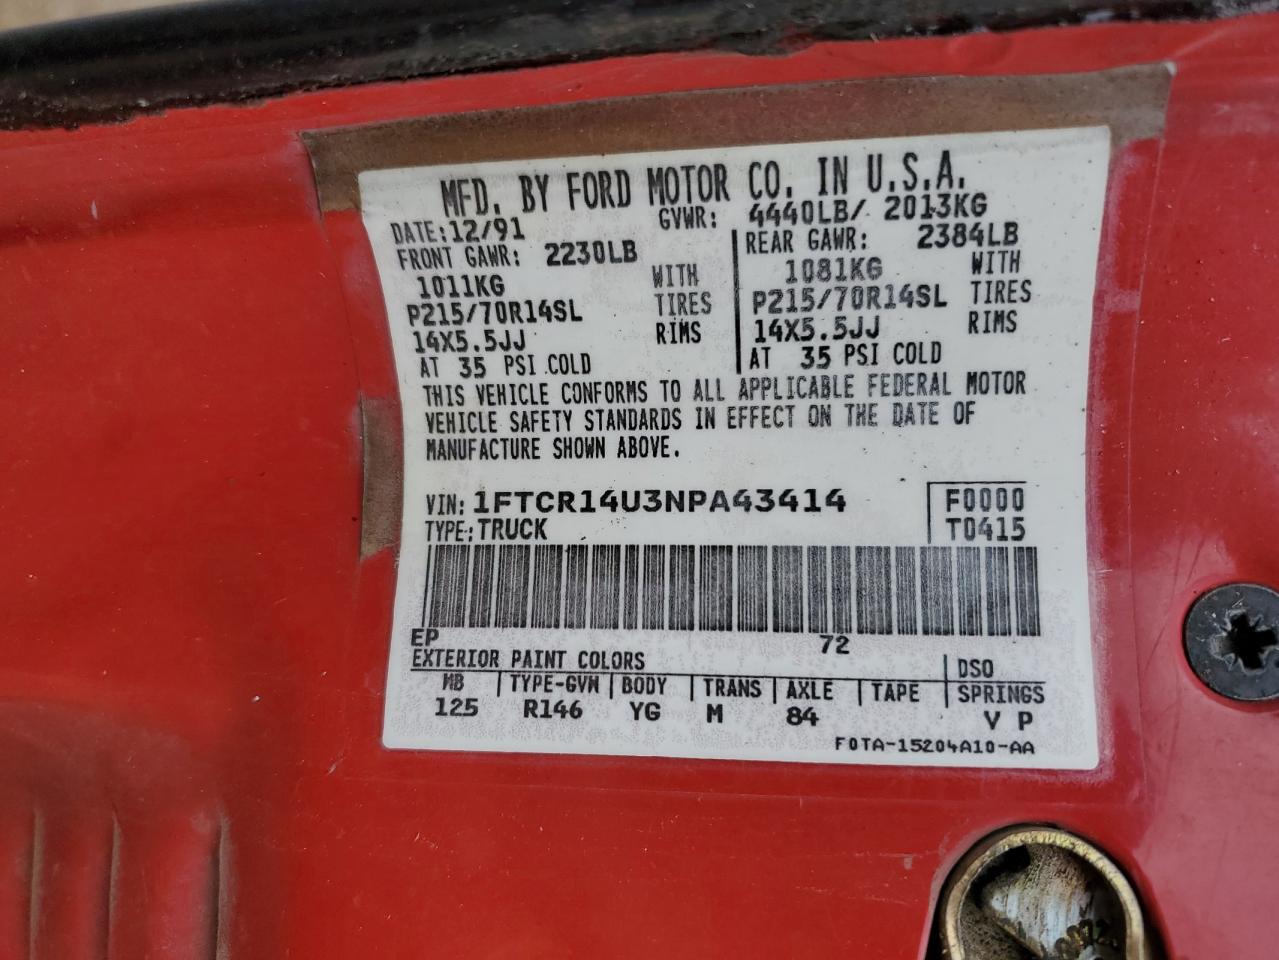 MFD. BY FORD MOTOR CO. IN U.S.A.
DATE:12/91 GVWR: 4440LB/ 2013KG
FRONT GAWR: 2230LB REAR GAWR: 2384LB
1011KG WITH 1081KG WITH
P215/70R14SL TIRES P215/70R14SL TIRES
14X5.5JJ RIMS 14X5.5JJ RIMS
AT 35 PSI COLD AT 35 PSI COLD
THIS VEHICLE CONFORMS TO ALL APPLICABLE FEDERAL MOTOR
VEHICLE SAFETY STANDARDS IN EFFECT ON THE DATE OF
MANUFACTURE SHOWN ABOVE.
VIN: 1FTCR14U3NPA43414 F0000
TYPE: TRUCK T0415
EP 72
EXTERIOR PAINT COLORS DSO
WB TYPE-GVW BODY TRANS AXLE TAPE SPRINGS
125 R146 YG M 84 V P
F0TA-15204A10-AA